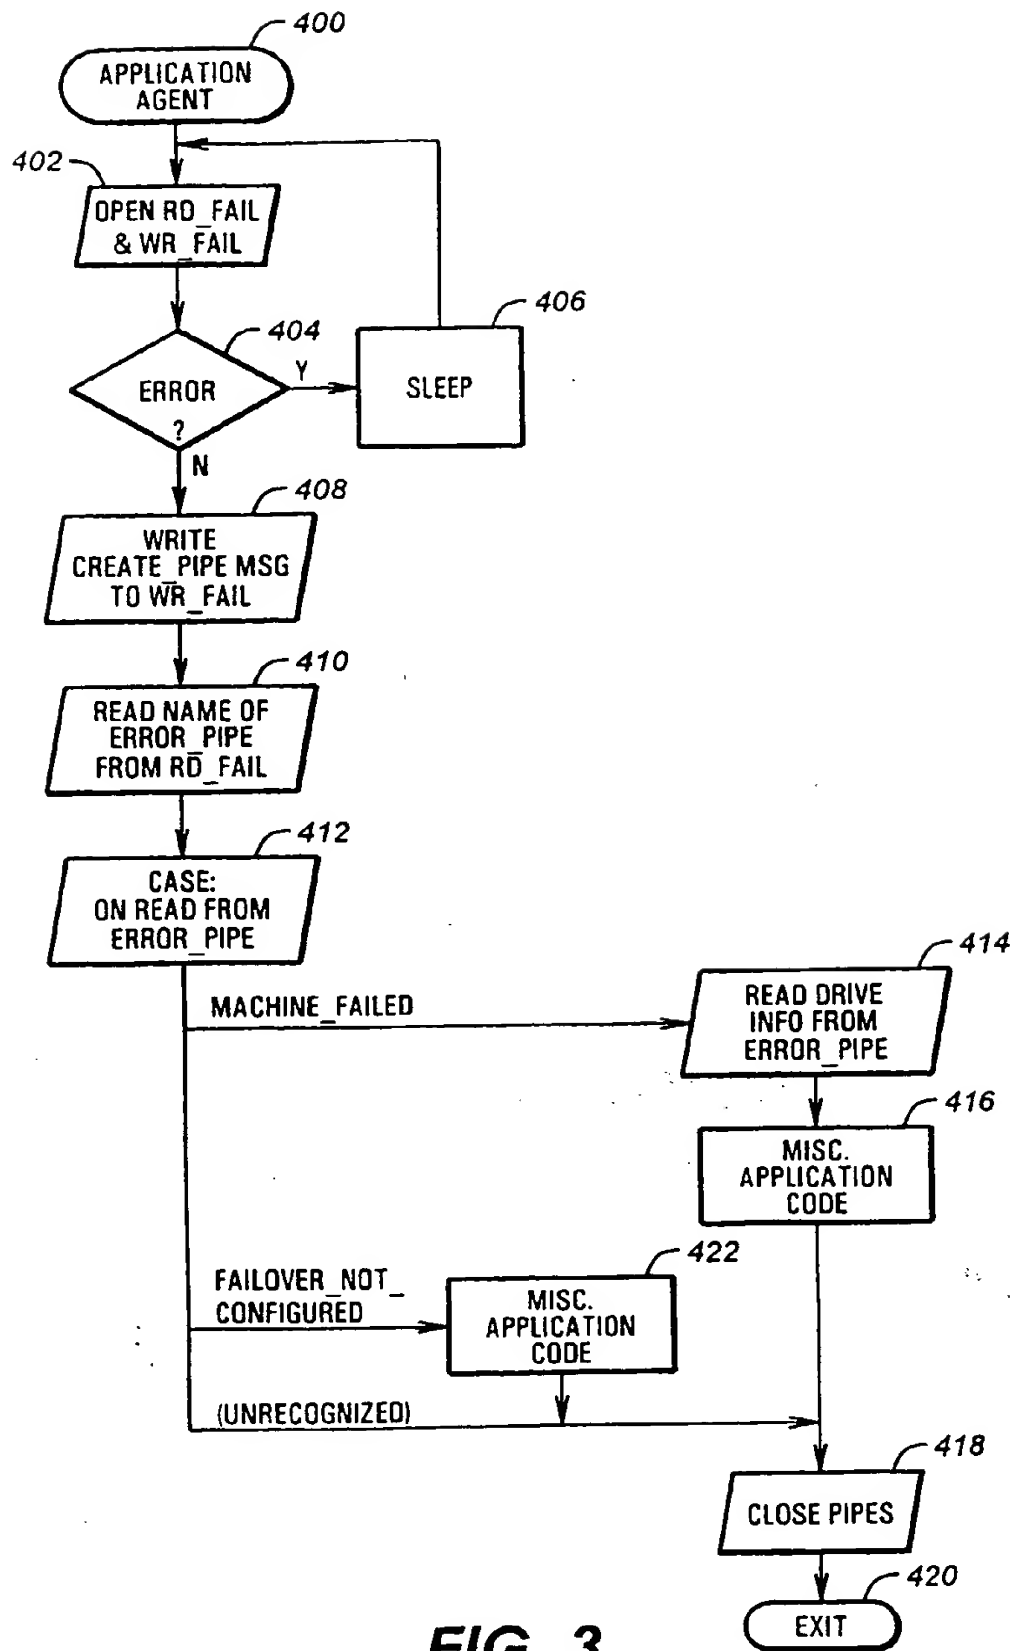 400
APPLICATION
AGENT
402
OPEN RD_FAIL
& WR_FAIL
404
ERROR
?
Y
N
406
SLEEP
408
WRITE
CREATE_PIPE MSG
TO WR_FAIL
410
READ NAME OF
ERROR_PIPE
FROM RD_FAIL
412
CASE:
ON READ FROM
ERROR_PIPE
MACHINE_FAILED
414
READ DRIVE
INFO FROM
ERROR_PIPE
416
MISC.
APPLICATION
CODE
FAILOVER_NOT_
CONFIGURED
422
MISC.
APPLICATION
CODE
(UNRECOGNIZED)
418
CLOSE PIPES
420
EXIT
FIG. 3